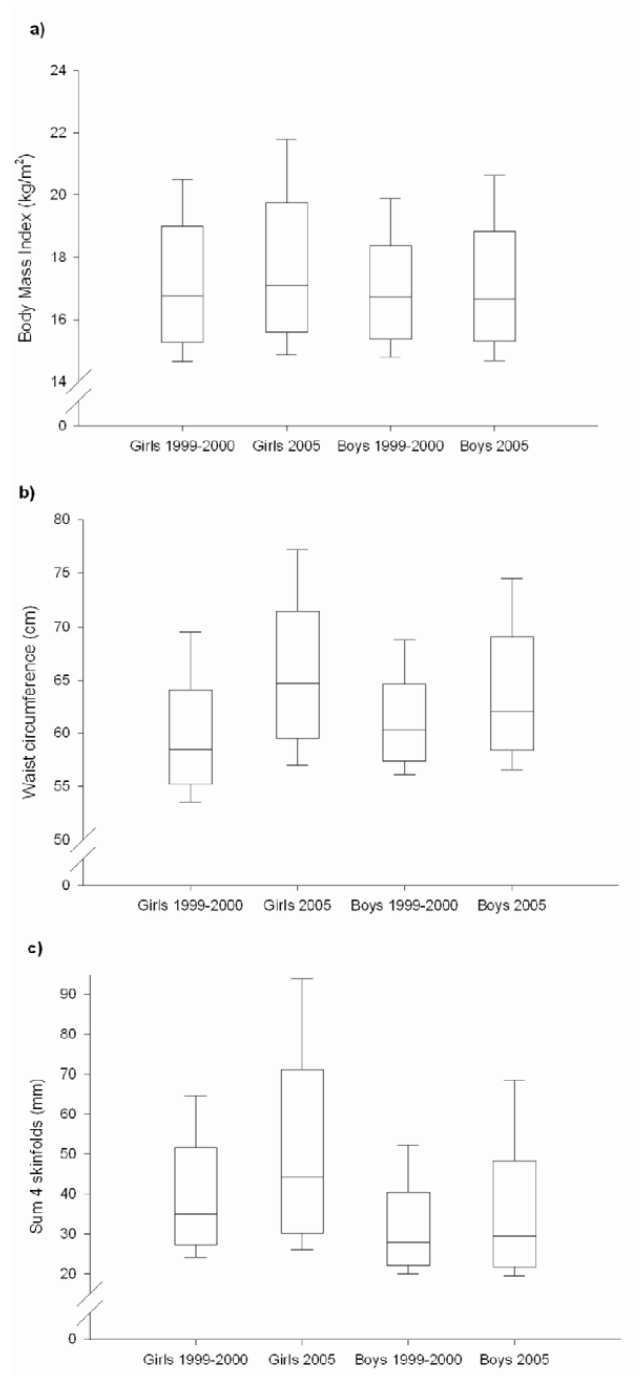 a)
24
22
20
18
16
14
0
Body Mass Index (kg/m²)
Girls 1999-2000 Girls 2005 Boys 1999-2000 Boys 2005
b)
80
75
70
65
60
55
50
0
Waist circumference (cm)
Girls 1999-2000 Girls 2005 Boys 1999-2000 Boys 2005
c)
90
80
70
60
50
40
30
20
0
Sum 4 skinfolds (mm)
Girls 1999-2000 Girls 2005 Boys 1999-2000 Boys 2005